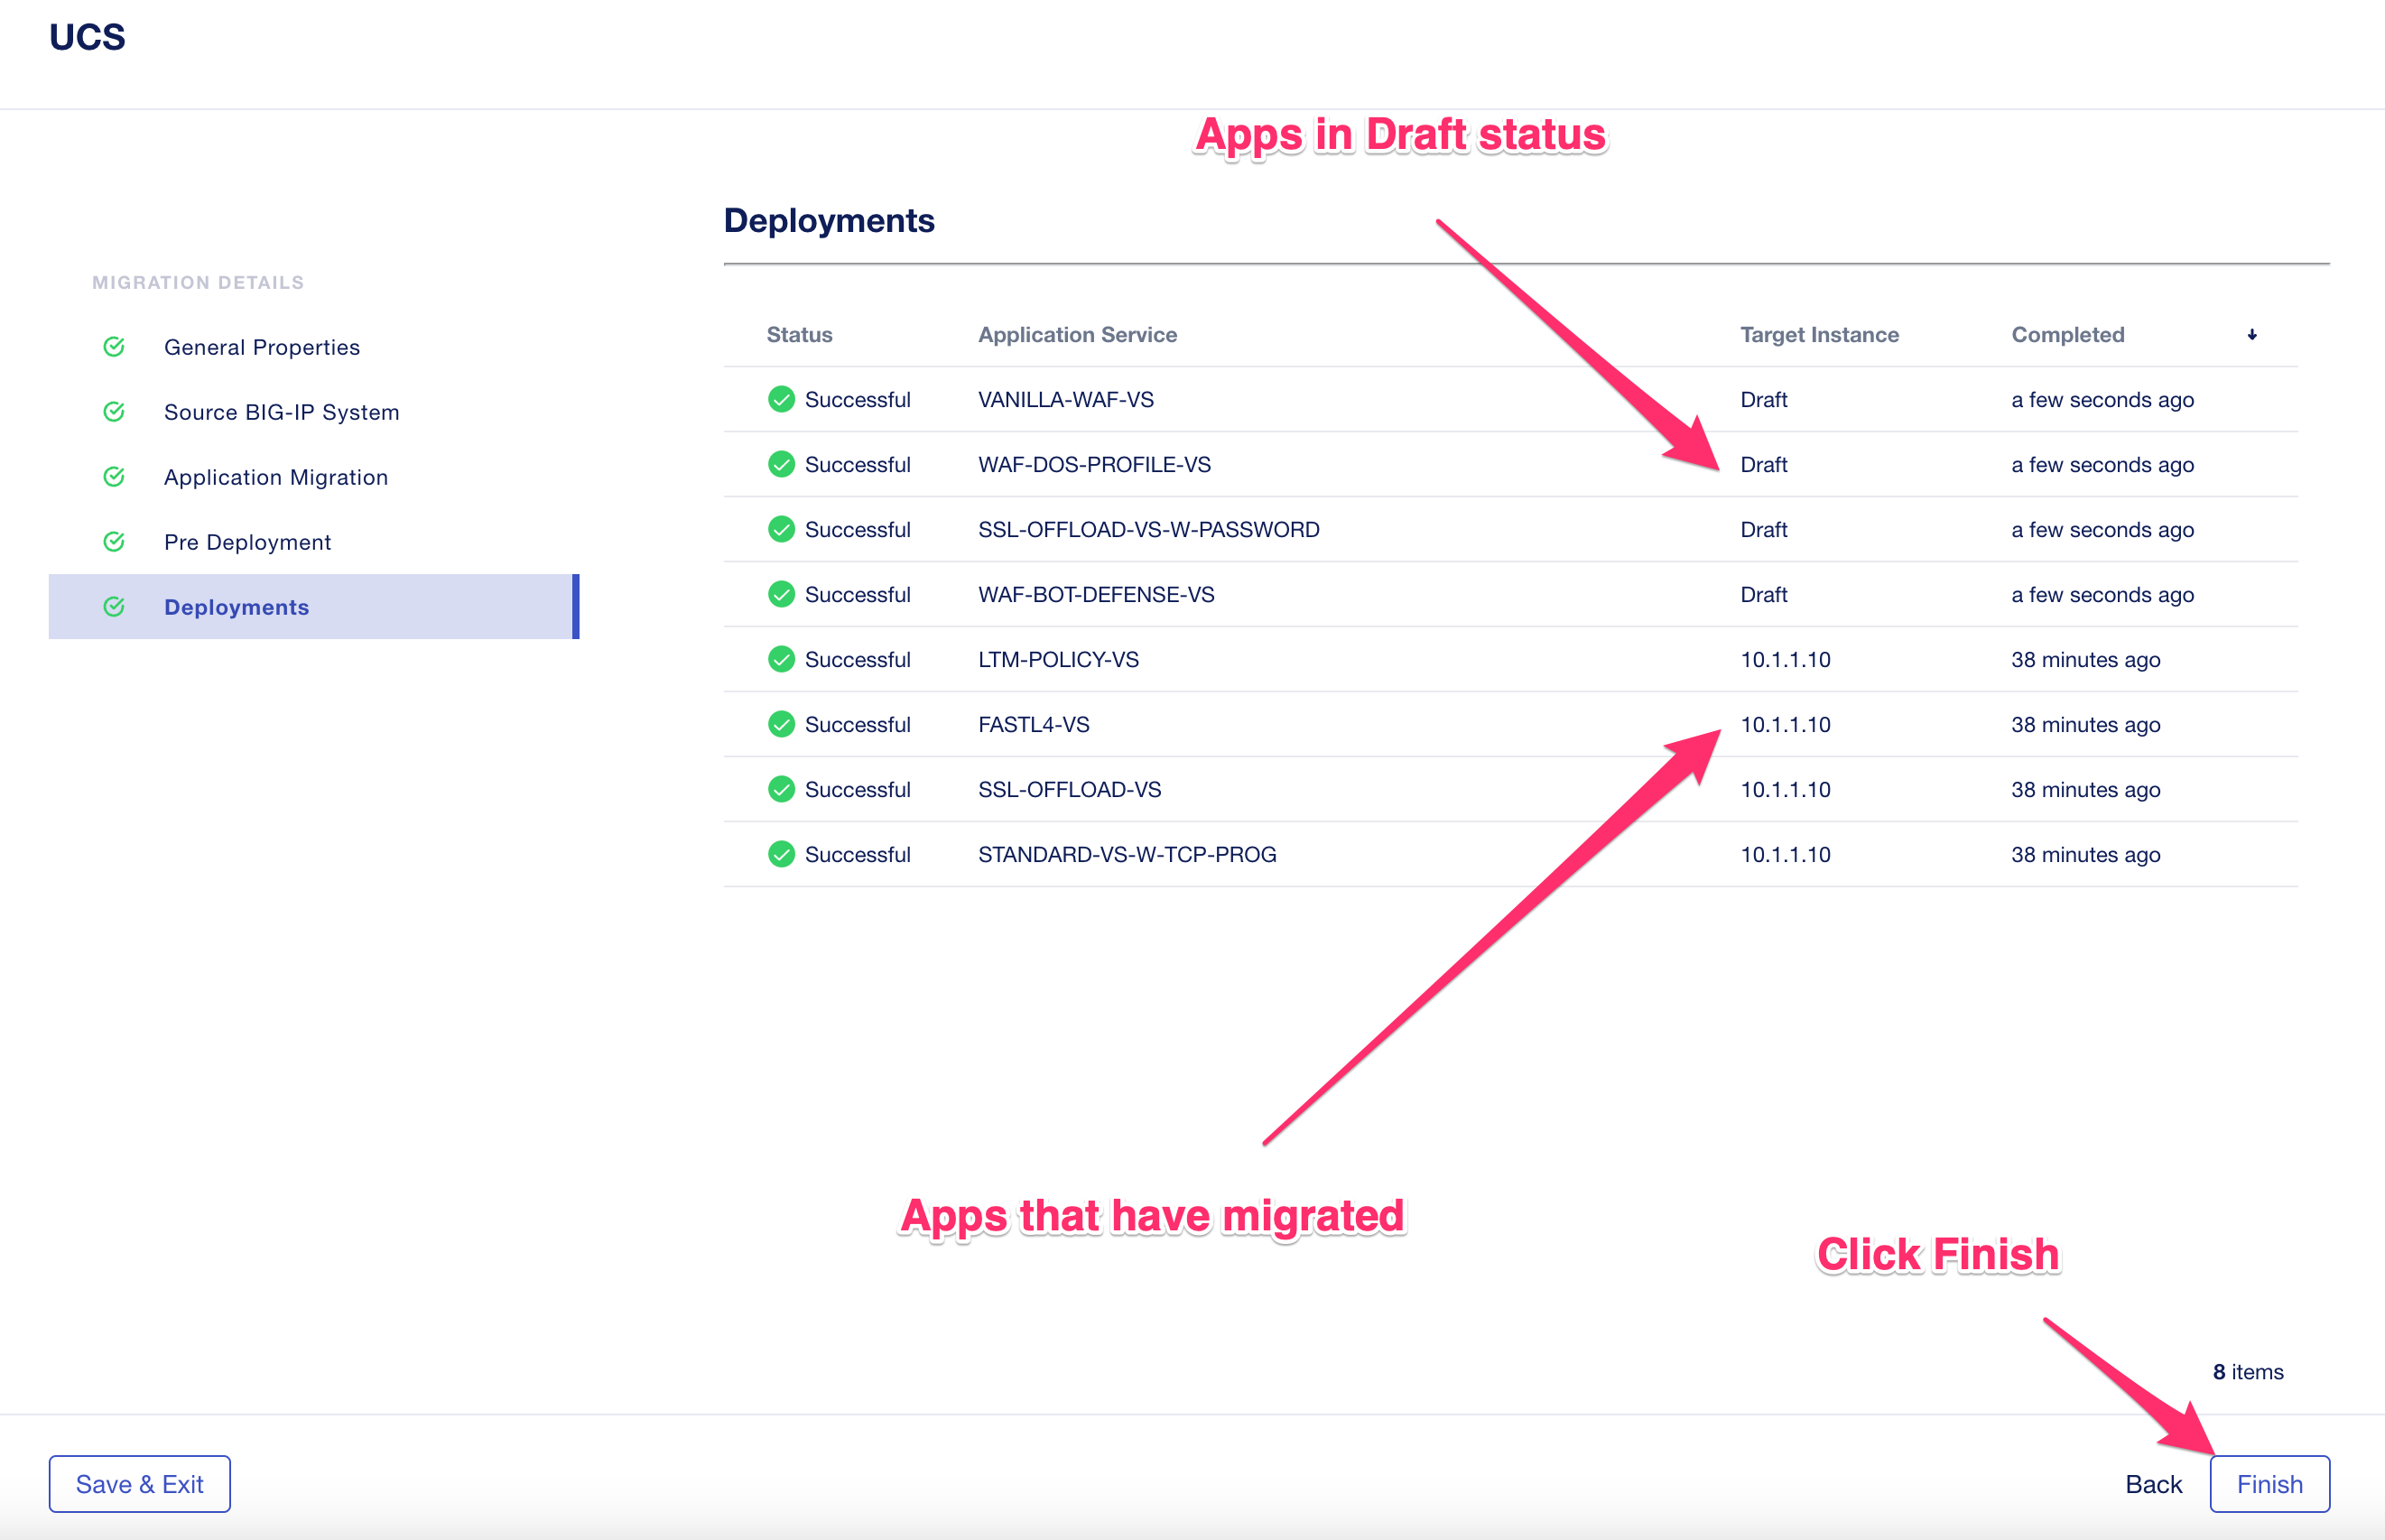 UCS
Apps in Draft status
Deployments
MIGRATION DETAILS
General Properties
Source BIG-IP System
Application Migration
Pre Deployment
Deployments
Status Application Service Target Instance Completed
Successful VANILLA-WAF-VS Draft a few seconds ago
Successful WAF-DOS-PROFILE-VS Draft a few seconds ago
Successful SSL-OFFLOAD-VS-W-PASSWORD Draft a few seconds ago
Successful WAF-BOT-DEFENSE-VS Draft a few seconds ago
Successful LTM-POLICY-VS 10.1.1.10 38 minutes ago
Successful FASTL4-VS 10.1.1.10 38 minutes ago
Successful SSL-OFFLOAD-VS 10.1.1.10 38 minutes ago
Successful STANDARD-VS-W-TCP-PROG 10.1.1.10 38 minutes ago
Apps that have migrated
Click Finish
8 items
Save & Exit Back Finish